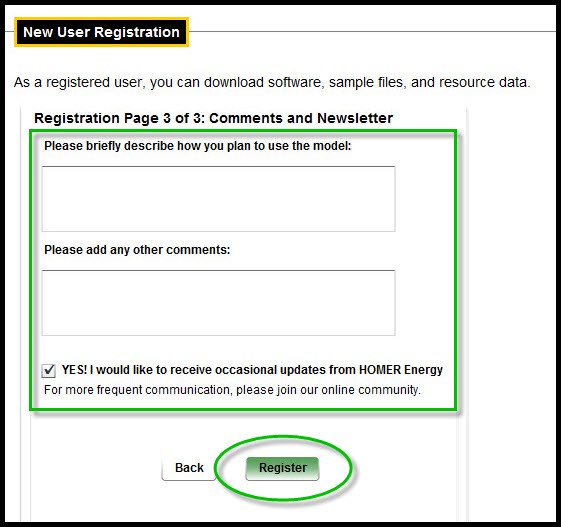 New User Registration
As a registered user, you can download software, sample files, and resource data.
Registration Page 3 of 3: Comments and Newsletter
Please briefly describe how you plan to use the model:
Please add any other comments:
YES! I would like to receive occasional updates from HOMER Energy
For more frequent communication, please join our online community.
Back Register